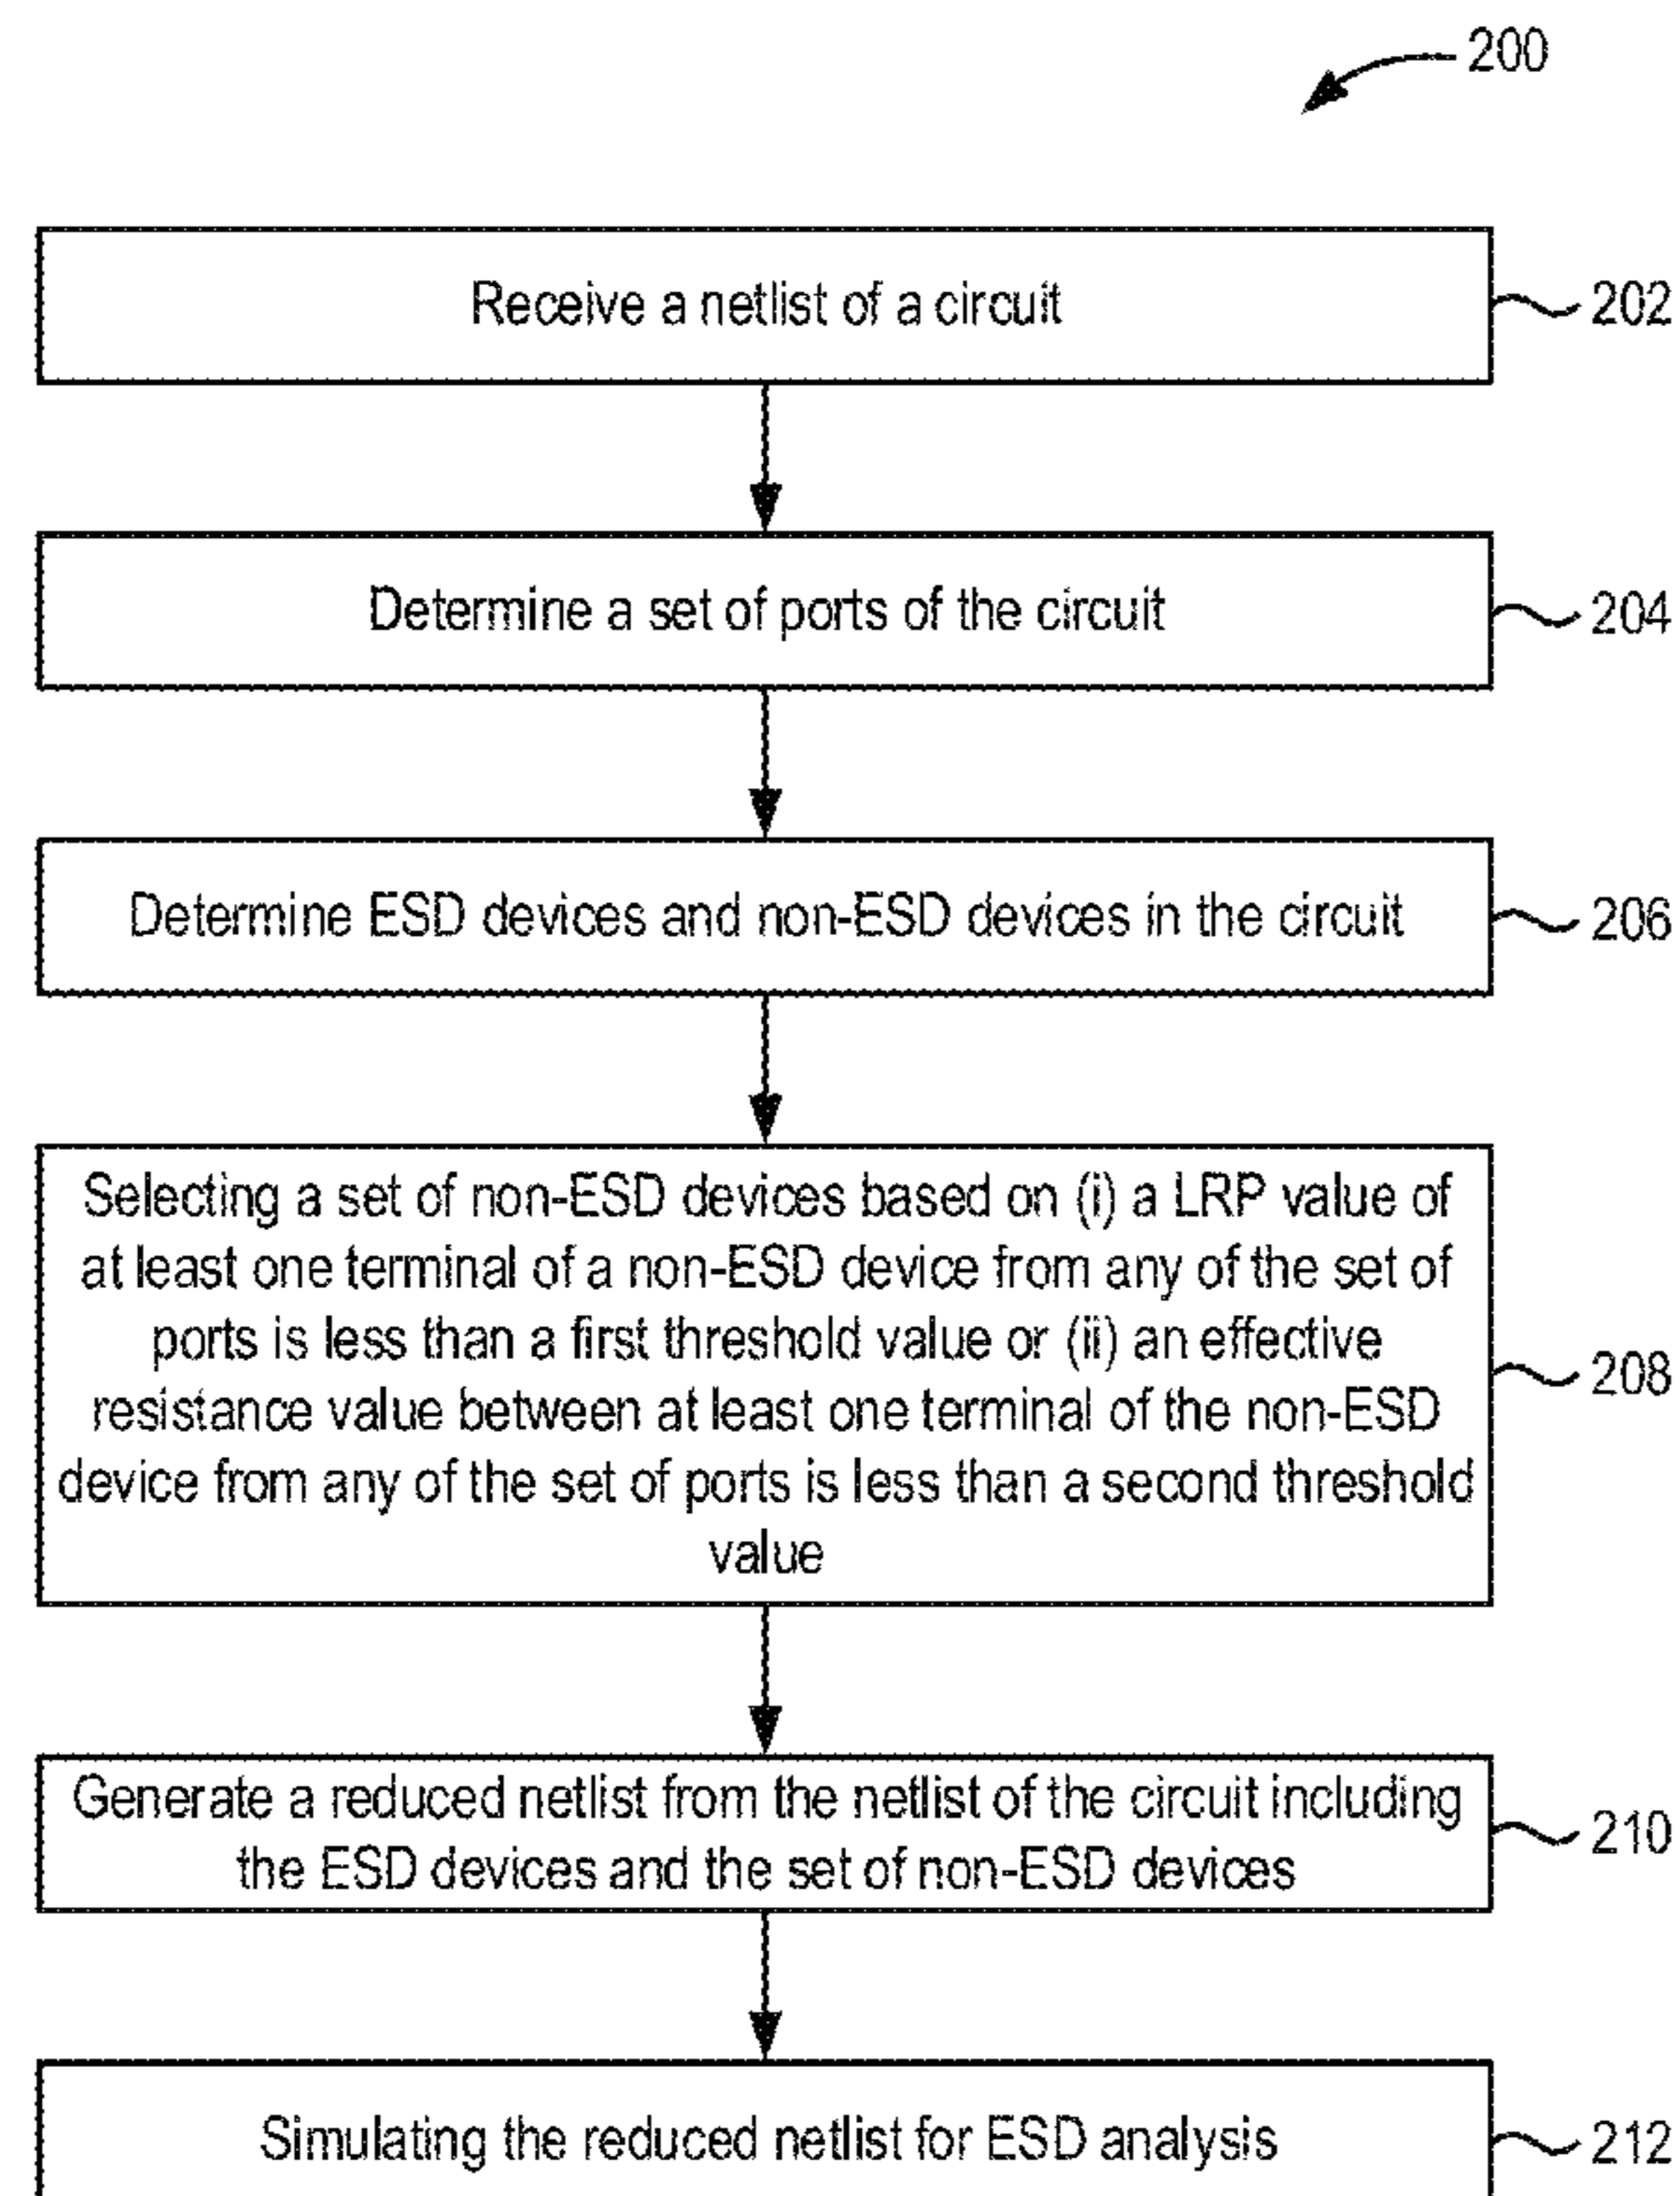 200
Receive a netlist of a circuit
202
Determine a set of ports of the circuit
204
Determine ESD devices and non-ESD devices in the circuit
206
Selecting a set of non-ESD devices based on (i) a LRP value of
at least one terminal of a non-ESD device from any of the set of
ports is less than a first threshold value or (ii) an effective
resistance value between at least one terminal of the non-ESD
device from any of the set of ports is less than a second threshold
value
208
Generate a reduced netlist from the netlist of the circuit including
the ESD devices and the set of non-ESD devices
210
Simulating the reduced netlist for ESD analysis
212